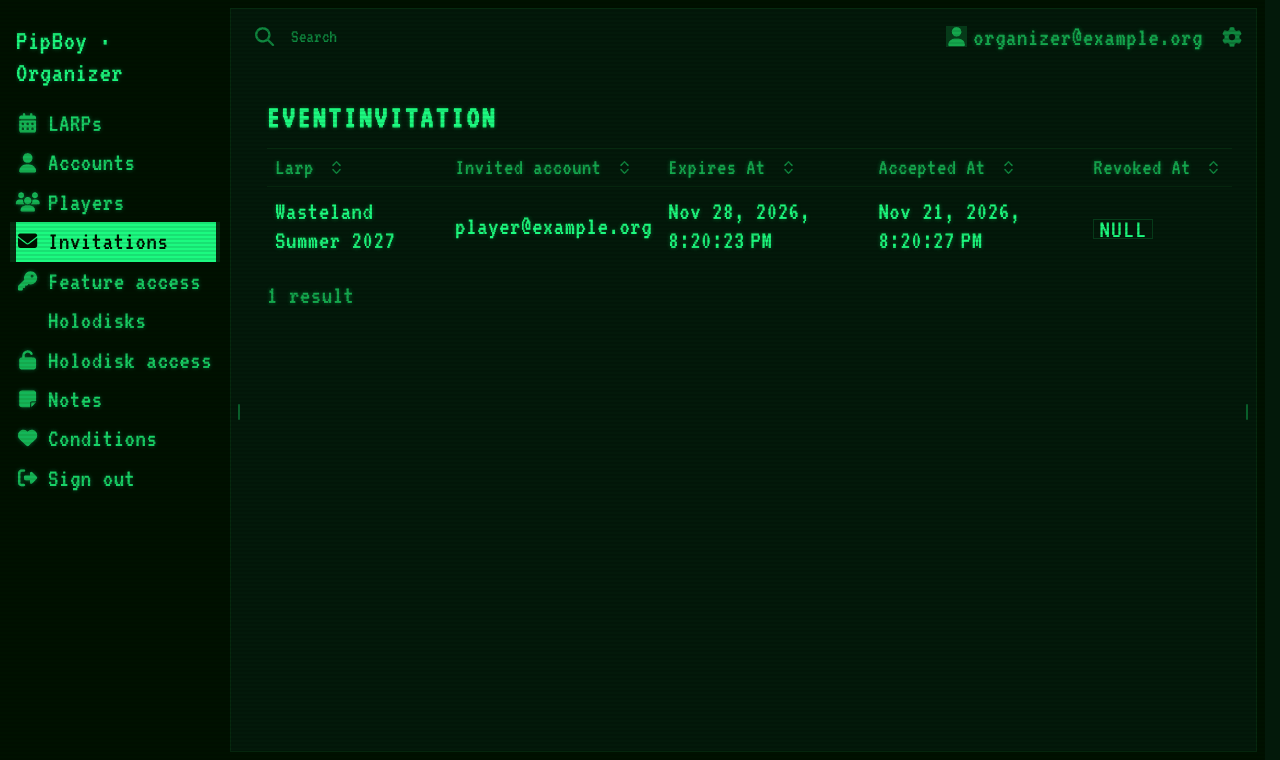 PipBoy ·
Organizer
LARPs
Accounts
Players
Invitations
Feature access
Holodisks
Holodisk access
Notes
Conditions
Sign out
Search
organizer@example.org
EVENTINVITATION
Larp Invited account Expires At Accepted At Revoked At
Wasteland
Summer 2027
player@example.org
Nov 28, 2026,
8:20:23 PM
Nov 21, 2026,
8:20:27 PM
NULL
1 result